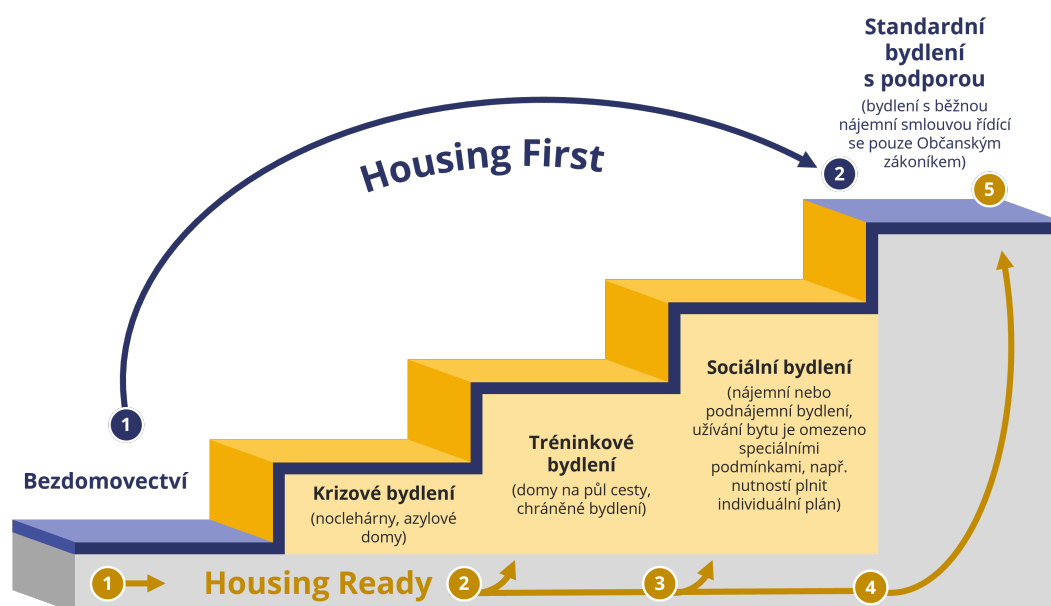 Standardní
bydlení
s podporou
(bydlení s běžnou
nájemní smlouvou řídící
se pouze Občanským
zákoníkem)
Housing First
2
5
1
Bezdomovectví
Sociální bydlení
(nájemní nebo
podnájemní bydlení,
užívání bytu je omezeno
speciálními
podmínkami, např.
nutností plnit
individuální plán)
Tréninkové
bydlení
(domy na půl cesty,
chráněné bydlení)
Krizové bydlení
(noclehárny, azylové
domy)
1
Housing Ready
2
3
4